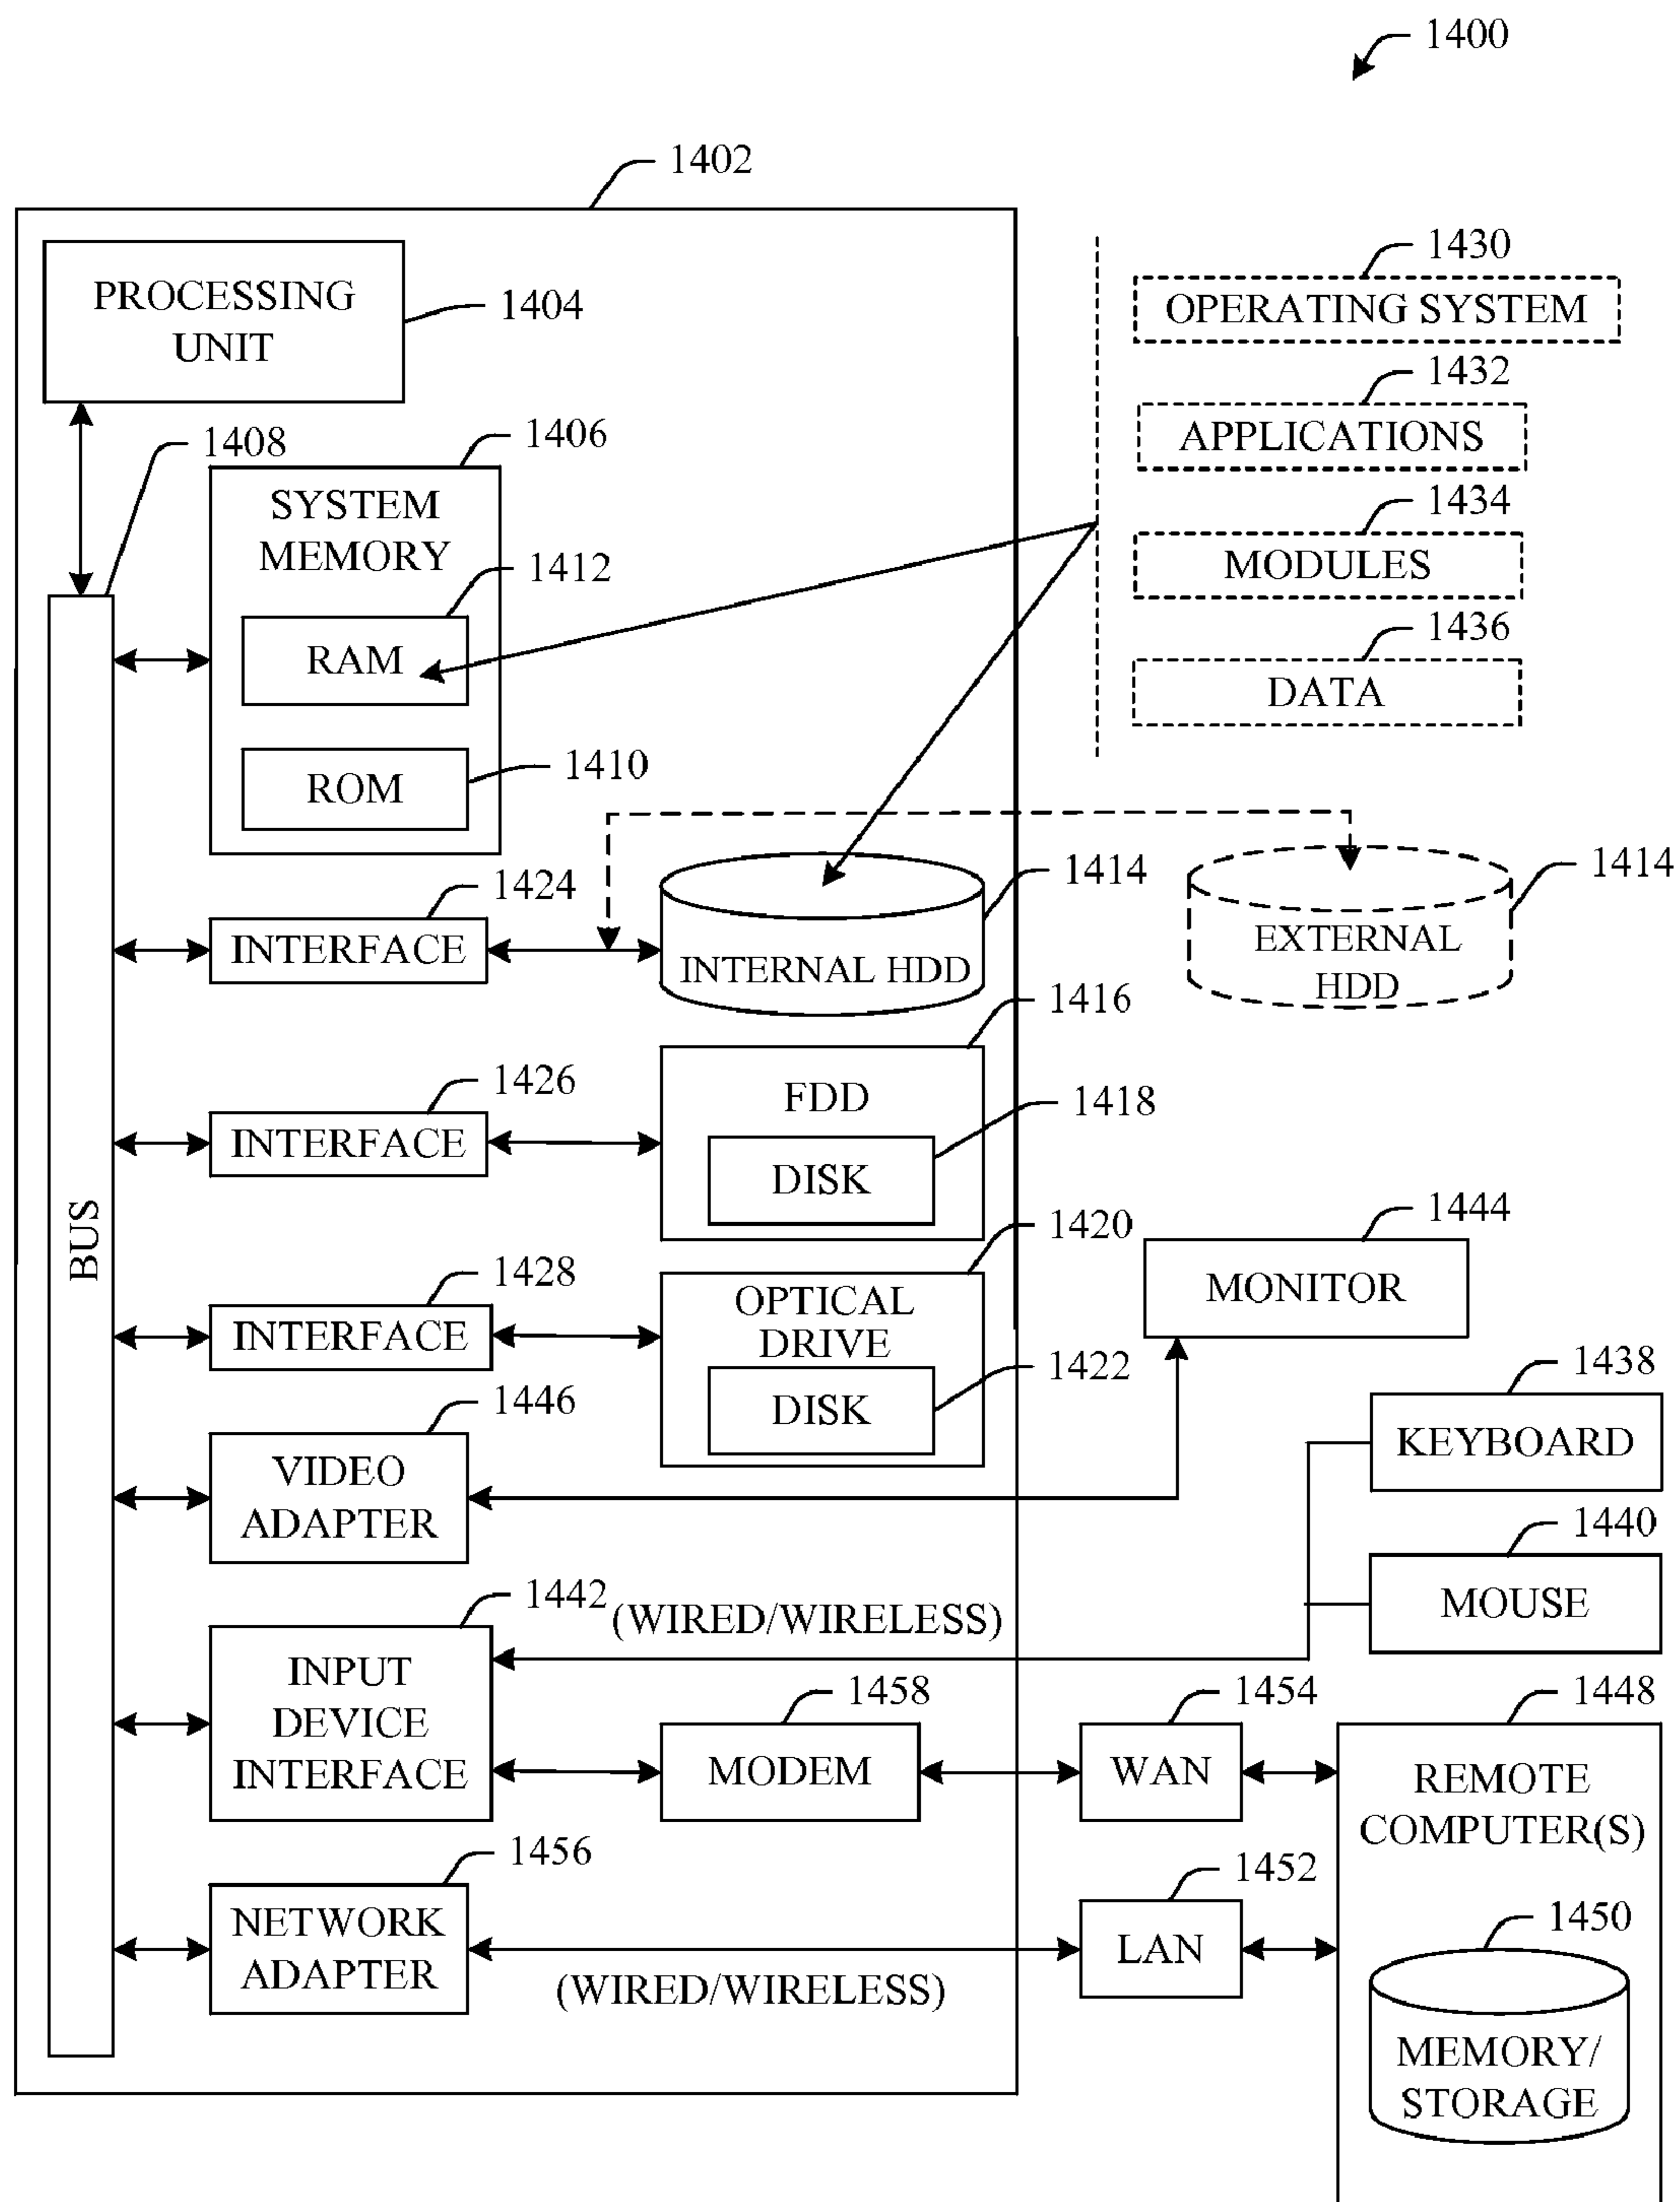 1400
1402
PROCESSING
UNIT
1404
1430
OPERATING SYSTEM
1432
APPLICATIONS
1434
MODULES
1436
DATA
1408
1406
SYSTEM
MEMORY
1412
RAM
1410
ROM
1424
INTERFACE
1414
INTERNAL HDD
1414
EXTERNAL
HDD
1416
FDD
1426
INTERFACE
1418
DISK
BUS
1420
OPTICAL
DRIVE
1428
INTERFACE
1422
DISK
1444
MONITOR
1446
VIDEO
ADAPTER
1438
KEYBOARD
1440
MOUSE
1442
(WIRED/WIRELESS)
INPUT
DEVICE
INTERFACE
1458
MODEM
1454
WAN
1448
REMOTE
COMPUTER(S)
1456
NETWORK
ADAPTER
(WIRED/WIRELESS)
1452
LAN
1450
MEMORY/
STORAGE